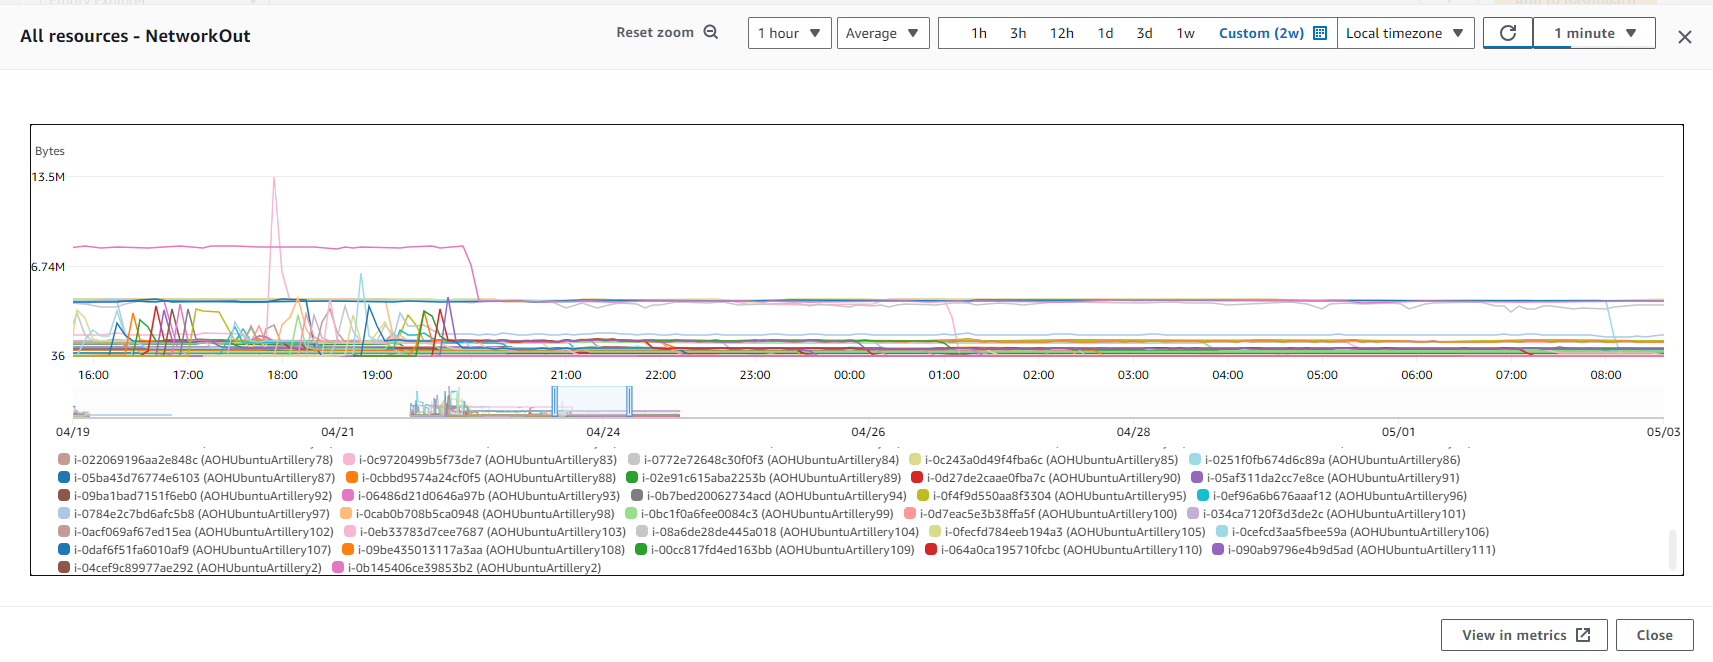 All resources - NetworkOut
Reset zoom 1 hour Average 1h 3h 12h 1d 3d 1w Custom (2w) Local timezone 1 minute
Bytes
13.5M
6.74M
36
16:00 17:00 18:00 19:00 20:00 21:00 22:00 23:00 00:00 01:00 02:00 03:00 04:00 05:00 06:00 07:00 08:00
04/19 04/21 04/24 04/26 04/28 05/01 05/03
i-022069196aa2e848c (AOHUbuntuArtillery78) i-0c9720499b5f73de7 (AOHUbuntuArtillery83) i-0772e72648c30f0f3 (AOHUbuntuArtillery84) i-0c243a0d49f4fba6c (AOHUbuntuArtillery85) i-0251f0fb674d6c89a (AOHUbuntuArtillery86)
i-05ba43d76774e6103 (AOHUbuntuArtillery87) i-0cbbd9574a24cf0f5 (AOHUbuntuArtillery88) i-02e91c615aba2253b (AOHUbuntuArtillery89) i-0d27de2caae0fba7c (AOHUbuntuArtillery90) i-05af311da2cc7e8ce (AOHUbuntuArtillery91)
i-09ba1bad7151f6eb0 (AOHUbuntuArtillery92) i-06486d21d0646a97b (AOHUbuntuArtillery93) i-0b7bed20062734acd (AOHUbuntuArtillery94) i-0f4f9d550aa8f3304 (AOHUbuntuArtillery95) i-0ef96a6b676aaaf12 (AOHUbuntuArtillery96)
i-0784e2c7bd6afc5b8 (AOHUbuntuArtillery97) i-0cab0b708b5ca0948 (AOHUbuntuArtillery98) i-0bc1f0a6fee0084c3 (AOHUbuntuArtillery99) i-0d7eac5e3b38ffa5f (AOHUbuntuArtillery100) i-034ca7120f3d3de2c (AOHUbuntuArtillery101)
i-0acf069af67ed15ea (AOHUbuntuArtillery102) i-0eb33783d7cee7687 (AOHUbuntuArtillery103) i-08a6de28de445a018 (AOHUbuntuArtillery104) i-0fecfd784eeb194a3 (AOHUbuntuArtillery105) i-0cefcd3aa5fbee59a (AOHUbuntuArtillery106)
i-0daf6f51fa6010af9 (AOHUbuntuArtillery107) i-09be435013117a3aa (AOHUbuntuArtillery108) i-00cc817fd4ed163bb (AOHUbuntuArtillery109) i-064a0ca195710fcbc (AOHUbuntuArtillery110) i-090ab9796e4b9d5ad (AOHUbuntuArtillery111)
i-04cef9c89977ae292 (AOHUbuntuArtillery2) i-0b145406ce39853b2 (AOHUbuntuArtillery2)
View in metrics Close